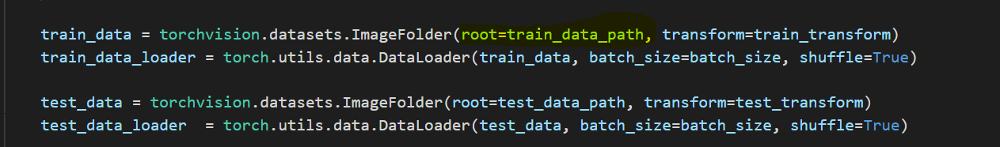 train_data = torchvision.datasets.ImageFolder(root=train_data_path, transform=train_transform)
train_data_loader = torch.utils.data.DataLoader(train_data, batch_size=batch_size, shuffle=True)
test_data = torchvision.datasets.ImageFolder(root=test_data_path, transform=test_transform)
test_data_loader  = torch.utils.data.DataLoader(test_data, batch_size=batch_size, shuffle=True)